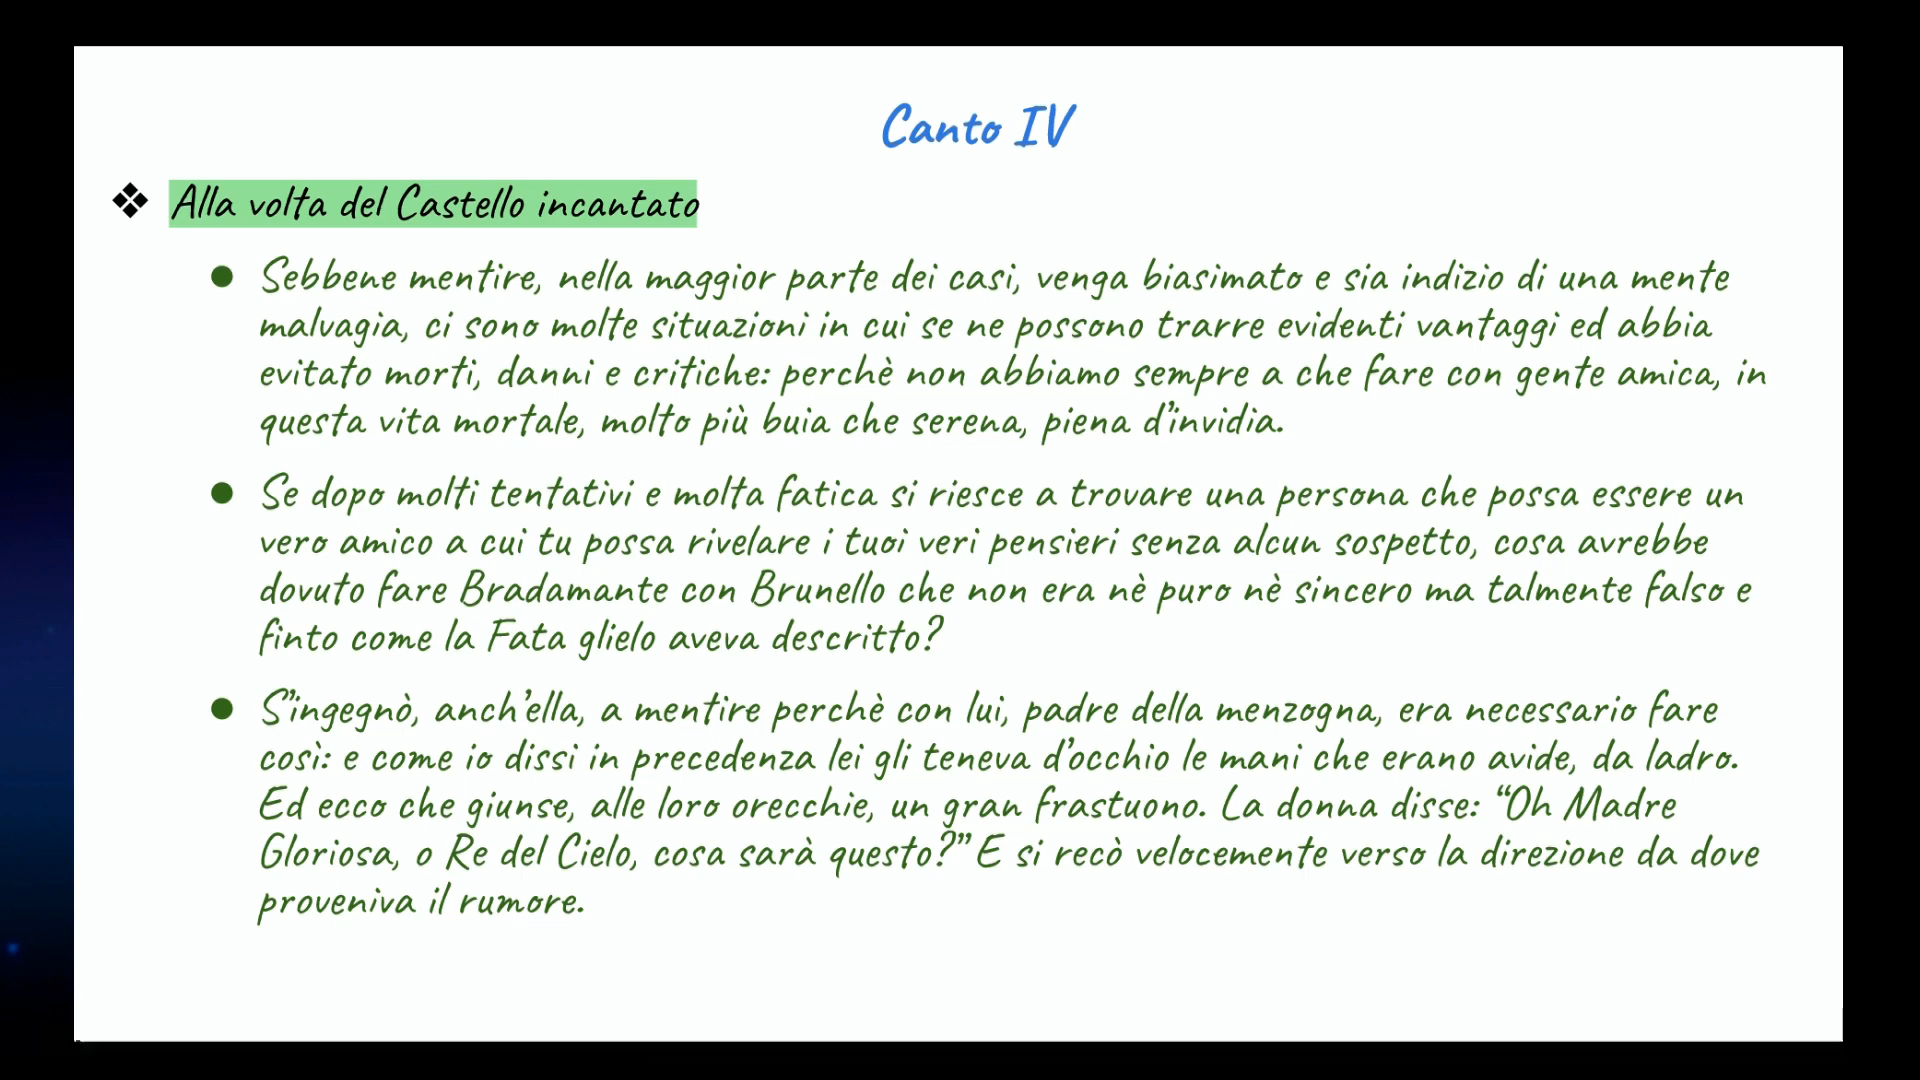 Canto IV
❖ Alla volta del Castello incantato
● Sebbene mentire, nella maggior parte dei casi, venga biasimato e sia indizio di una mente
malvagia, ci sono molte situazioni in cui se ne possono trarre evidenti vantaggi ed abbia
evitato morti, danni e critiche: perchè non abbiamo sempre a che fare con gente amica, in
questa vita mortale, molto più buia che serena, piena d’invidia.
● Se dopo molti tentativi e molta fatica si riesce a trovare una persona che possa essere un
vero amico a cui tu possa rivelare i tuoi veri pensieri senza alcun sospetto, cosa avrebbe
dovuto fare Bradamante con Brunello che non era nè puro nè sincero ma talmente falso e
finto come la Fata glielo aveva descritto?
● S’ingegnò, anch’ella, a mentire perchè con lui, padre della menzogna, era necessario fare
così: e come io dissi in precedenza lei gli teneva d’occhio le mani che erano avide, da ladro.
Ed ecco che giunse, alle loro orecchie, un gran frastuono. La donna disse: “Oh Madre
Gloriosa, o Re del Cielo, cosa sarà questo?” E si recò velocemente verso la direzione da dove
proveniva il rumore.